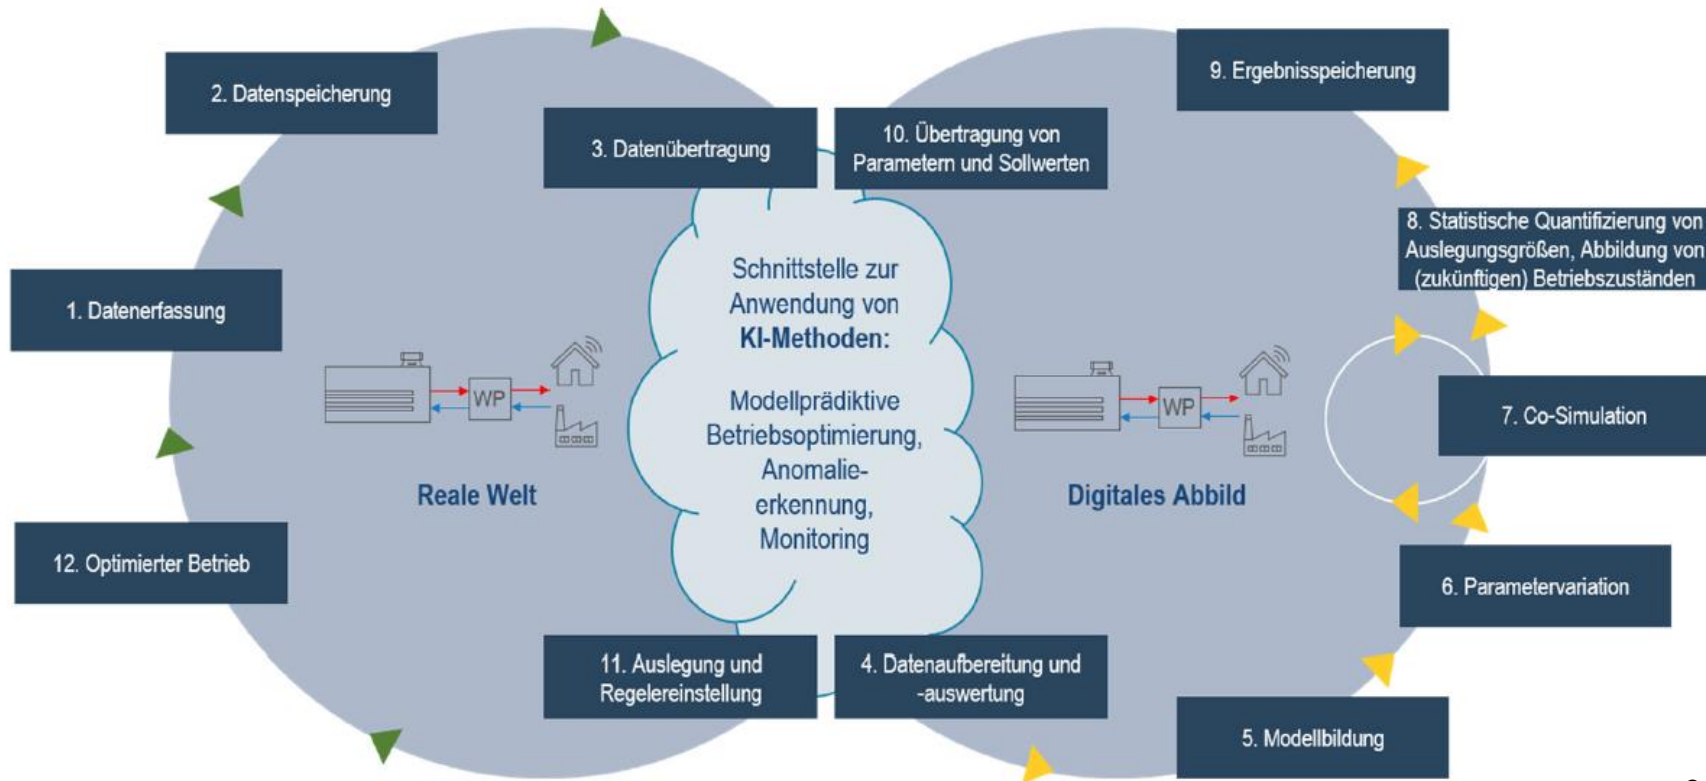 9. Ergebnisspeicherung
2. Datenspeicherung
3. Datenübertragung
10. Übertragung von
Parametern und Sollwerten
8. Statistische Quantifizierung von
Auslegungsgrößen, Abbildung von
(zukünftigen) Betriebszuständen
Schnittstelle zur
Anwendung von
KI-Methoden:
1. Datenerfassung
WP
WP
Modellprädiktive
Betriebsoptimierung,
Anomalie-
erkennung,
Monitoring
7. Co-Simulation
Reale Welt
Digitales Abbild
12. Optimierter Betrieb
6. Parametervariation
11. Auslegung und
Regelereinstellung
4. Datenaufbereitung und
-auswertung
5. Modellbildung